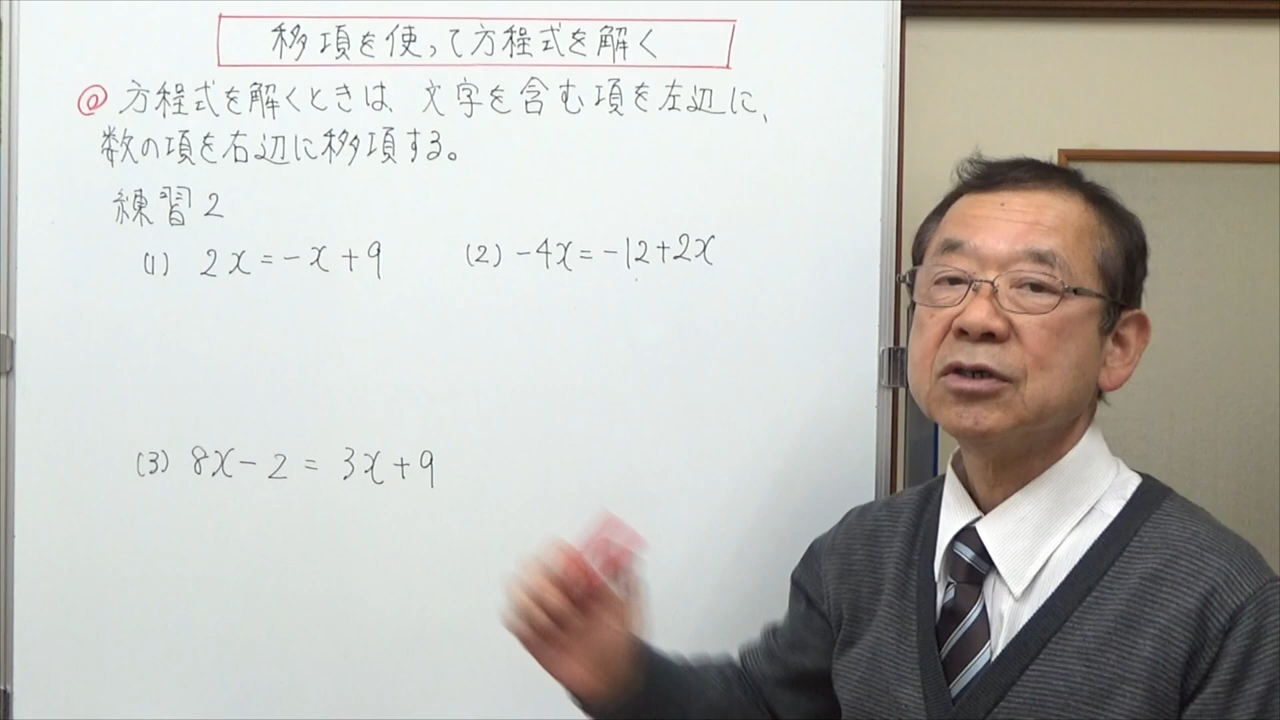 移項を使って方程式を解く
@ 方程式を解くときは、文字を含む項を左辺に、
数の項を右辺に移項する。
練習2
(1) 2x=-x+9 (2) -4x=-12+2x
(3) 8x-2=3x+9